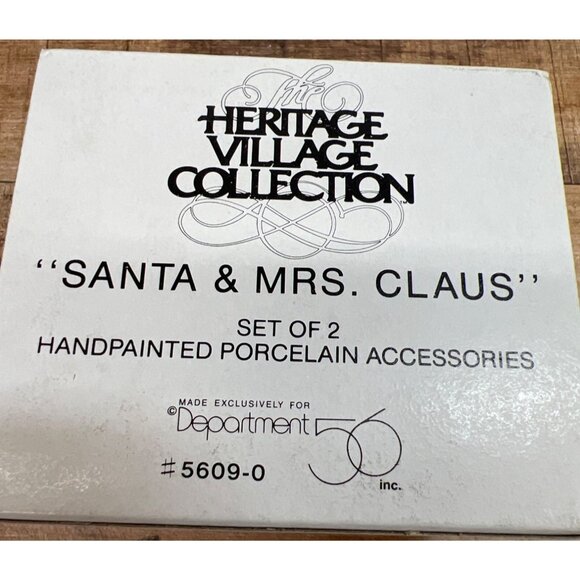 The
HERITAGE
VILLAGE
COLLECTION
‘‘SANTA & MRS. CLAUS’’
SET OF 2
HANDPAINTED PORCELAIN ACCESSORIES
MADE EXCLUSIVELY FOR
©Department 56
inc.
#5609-0